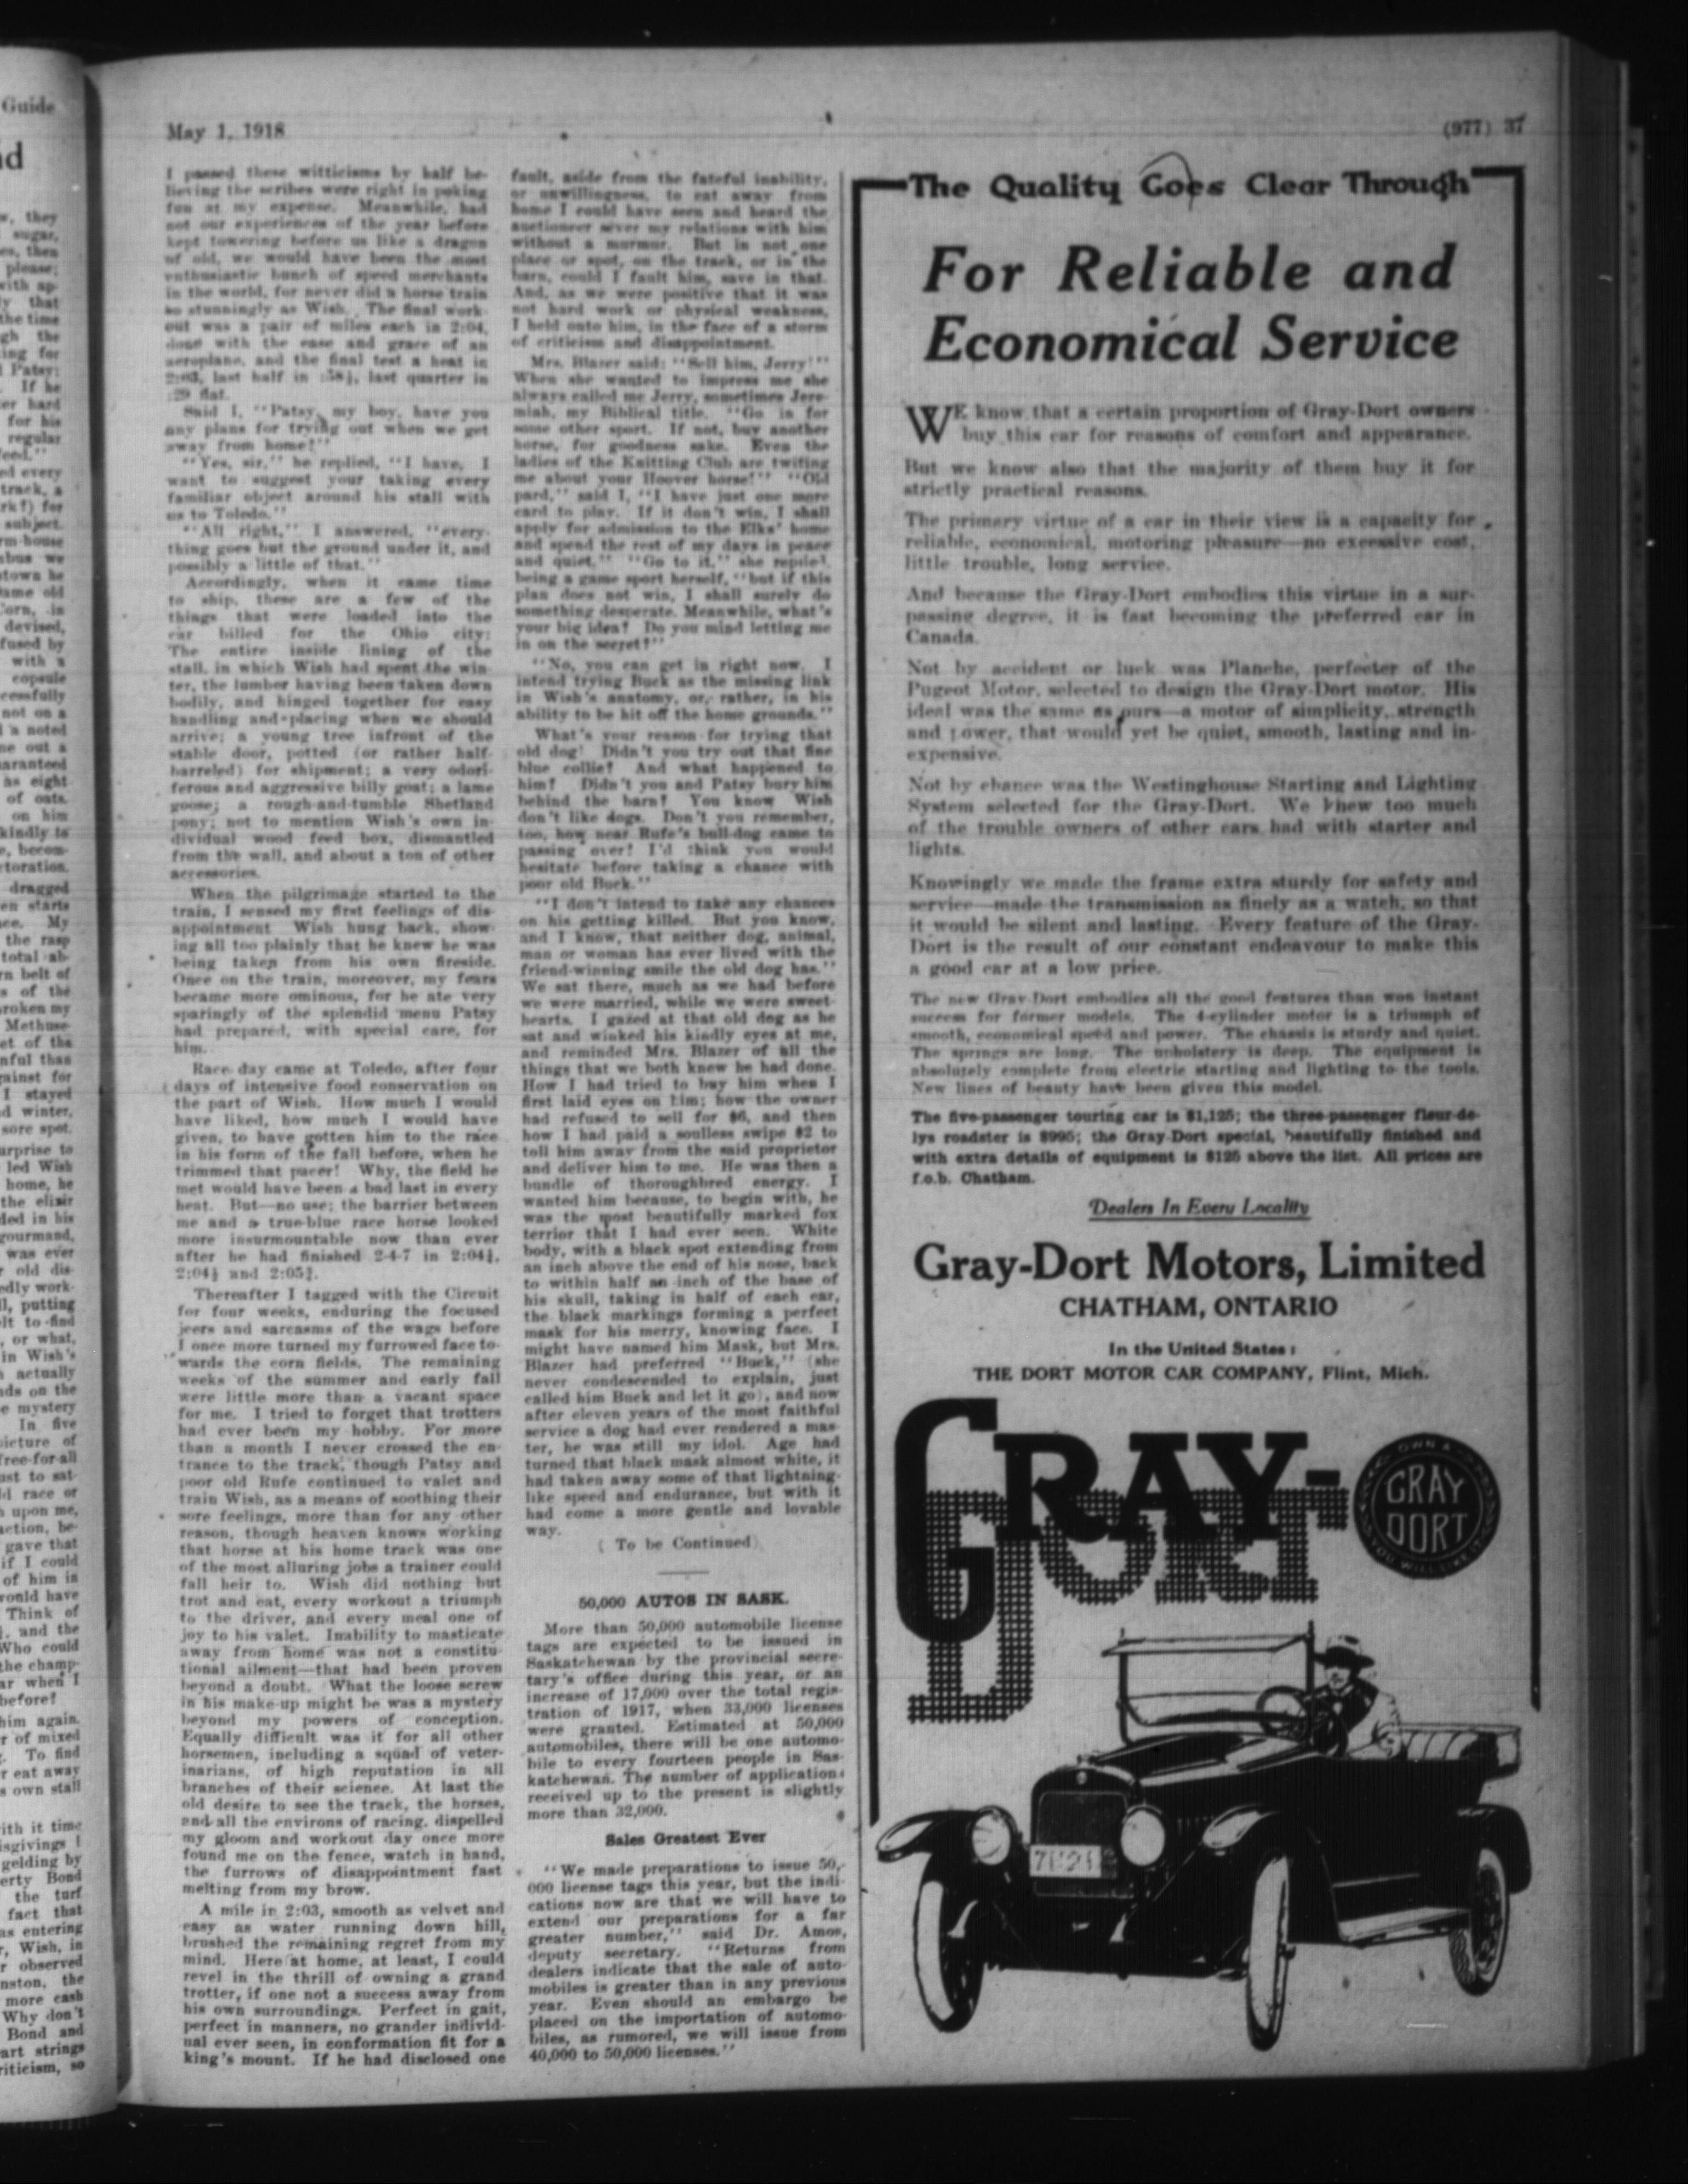 Guide
May 1, 1918
(977) 37
I passed these witticisms by half be-
lieving the scribes were right in poking
fun at my expense. Meanwhile, had
not our experiences of the year before
kept towering before us like a dragon
of old, we would have been the most
enthusiastic bunch of speed merchants
in the world, for never did a horse train
so stunningly as Wish. The final work-
out was a pair of miles each in 2:04,
done with the ease and grace of an
aeroplane, and the final test a heat in
2:03, last half in :58½, last quarter in
:29 flat.
Said I, "Patsy, my boy, have you
any plans for trying out when we get
away from home?"
"Yes, sir," he replied, "I have, I
want to suggest your taking every
familiar object around his stall with
us to Toledo."
"All right," I answered, "every-
thing goes but the ground under it, and
possibly a little of that."
Accordingly, when it came time
to ship, these are a few of the
things that were loaded into the
car billed for the Ohio city:
The entire inside lining of the
stall, in which Wish had spent the win-
ter, the lumber having been taken down
bodily, and hinged together for easy
handling and placing when we should
arrive; a young tree infront of the
stable door, potted (or rather half-
barreled) for shipment; a very odori-
ferous and aggressive billy goat; a lame
goose; a rough-and-tumble Shetland
pony; not to mention Wish's own in-
dividual wood feed box, dismantled
from the wall, and about a ton of other
accessories.
When the pilgrimage started to the
train, I sensed my first feelings of dis-
appointment Wish hung back, show-
ing all too plainly that he knew he was
being taken from his own fireside.
Once on the train, moreover, my fears
became more ominous, for he ate very
sparingly of the splendid menu Patsy
had prepared, with special care, for
him.
Race day came at Toledo, after four
days of intensive food conservation on
the part of Wish. How much I would
have liked, how much I would have
given, to have gotten him to the race
in his form of the fall before, when he
trimmed that pacer! Why, the field he
met would have been a bad last in every
heat. But—no use; the barrier between
me and a true-blue race horse looked
more insurmountable now than ever
after he had finished 2-4-7 in
and
Thereafter I tagged with the Circuit
for four weeks, enduring the focused
jeers and sarcasms of the wags before
I once more turned my furrowed face to-
wards the corn fields. The remaining
weeks of the summer and early fall
were little more than a vacant space
for me. I tried to forget that trotters
had ever been my hobby. For more
than a month I never crossed the en-
trance to the track, though Patsy and
poor old Rufe continued to valet and
train Wish, as a means of soothing their
sore feelings, more than for any other
reason, though heaven knows working
that horse at his home track was one
of the most alluring jobs a trainer could
fall heir to. Wish did nothing but
trot and eat, every workout a triumph
to the driver, and every meal one of
joy to his valet. Inability to masticate
away from home was not a constitu-
tional ailment—that had been proven
beyond a doubt. What the loose screw
in his make-up might be was a mystery
beyond my powers of conception.
Equally difficult was it for all other
horsemen, including a squad of veter-
inarians, of high reputation in all
branches of their science. At last the
old desire to see the track, the horses,
and all the environs of racing, dispelled
my gloom and workout day once more
found me on the fence, watch in hand,
the furrows of disappointment fast
melting from my brow.
A mile in 2:03, smooth as velvet and
easy as water running down hill,
brushed the remaining regret from my
mind. Here at home, at least, I could
revel in the thrill of owning a grand
trotter, if one not a success away from
his own surroundings. Perfect in gait,
perfect in manners, no grander individ-
ual ever seen, in conformation fit for a
king's mount. If he had disclosed one
fault, aside from the fateful inability,
or unwillingness, to eat away from
home I could have seen and heard the
auctioneer sever my relations with him
without a murmur. But in not one
place or spot, on the track, or in the
barn, could I fault him, save in that.
And, as we were positive that it was
not hard work or physical weakness,
I held onto him, in the face of a storm
of criticism and disappointment.
Mrs. Blazer said: "Sell him, Jerry!"
When she wanted to impress me she
always called me Jerry, sometimes Jere-
miah, my Biblical title. "Go in for
some other sport. If not, buy another
horse, for goodness sake. Even the
ladies of the Knitting Club are twitting
me about your Hoover horse!" "Old
pard," said I, "I have just one more
card to play. If it don't win, I shall
apply for admission to the Elks' home
and spend the rest of my days in peace
and quiet." "Go to it," she replied,
being a game sport herself, "but if this
plan does not win, I shall surely do
something desperate. Meanwhile, what's
your big idea? Do you mind letting me
in on the secret?"
"No, you can get in right now. I
intend trying Buck as the missing link
in Wish's anatomy, or, rather, in his
ability to be hit off the home grounds."
What's your reason for trying that
old dog! Didn't you try out that fine
blue collie? And what happened to
him? Didn't you and Patsy bury him
behind the barn? You know Wish
don't like dogs. Don't you remember,
too, how near Rufe's bull-dog came to
passing over? I'd think you would
hesitate before taking a chance with
poor old Buck."
"I don't intend to take any chances
on his getting killed. But you know,
and I know, that neither dog, animal,
man or woman has ever lived with the
friend-winning smile the old dog has."
We sat there, much as we had before
we were married, while we were sweet-
hearts. I gazed at that old dog as he
sat and winked his kindly eyes at me,
and reminded Mrs. Blazer of all the
things that we both knew he had done.
How I had tried to buy him when I
first laid eyes on him; how the owner
had refused to sell for $6, and then
how I had paid a soulless swipe $2 to
toll him away from the said proprietor
and deliver him to me. He was then a
bundle of thoroughbred energy. I
wanted him because, to begin with, he
was the most beautifully marked fox
terrior that I had ever seen. White
body, with a black spot extending from
an inch above the end of his nose, back
to within half an inch of the base of
his skull, taking in half of each ear,
the black markings forming a perfect
mask for his merry, knowing face. I
might have named him Mask, but Mrs.
Blazer had preferred "Buck," (she
never condescended to explain, just
called him Buck and let it go), and now
after eleven years of the most faithful
service a dog had ever rendered a mas-
ter, he was still my idol. Age had
turned that black mask almost white, it
had taken away some of that lightning-
like speed and endurance, but with it
had come a more gentle and lovable
way.
( To be Continued)
50,000 AUTOS IN SASK.
More than 50,000 automobile license
tags are expected to be issued in
Saskatchewan by the provincial secre-
tary's office during this year, or an
increase of 17,000 over the total regis-
tration of 1917, when 33,000 licenses
were granted. Estimated at 50,000
automobiles, there will be one automo-
bile to every fourteen people in Sas-
katchewan. The number of applications
received up to the present is slightly
more than 32,000.
Sales Greatest Ever
"We made preparations to issue 50,-
000 license tags this year, but the indi-
cations now are that we will have to
extend our preparations for a far
greater number," said Dr. Amos,
deputy secretary. "Returns from
dealers indicate that the sale of auto-
mobiles is greater than in any previous
year. Even should an embargo be
placed on the importation of automo-
biles, as rumored, we will issue from
40,000 to 50,000 licenses."
The Quality Goes Clear Through
For Reliable and
Economical Service
WE know that a certain proportion of Gray-Dort owners
buy this car for reasons of comfort and appearance.
But we know also that the majority of them buy it for
strictly practical reasons.
The primary virtue of a car in their view is a capacity for
reliable, economical, motoring pleasure—no excessive cost,
little trouble, long service.
And because the Gray-Dort embodies this virtue in a sur-
passing degree, it is fast becoming the preferred car in
Canada.
Not by accident or luck was Planche, perfecter of the
Pugeot Motor, selected to design the Gray-Dort motor. His
ideal was the same as ours—a motor of simplicity, strength
and power, that would yet be quiet, smooth, lasting and in-
expensive.
Not by chance was the Westinghouse Starting and Lighting
System selected for the Gray-Dort. We knew too much
of the trouble owners of other cars had with starter and
lights.
Knowingly we made the frame extra sturdy for safety and
service—made the transmission as finely as a watch, so that
it would be silent and lasting. Every feature of the Gray-
Dort is the result of our constant endeavour to make this
a good car at a low price.
The new Gray-Dort embodies all the good features than won instant
success for former models. The 4-cylinder motor is a triumph of
smooth, economical speed and power. The chassis is sturdy and quiet.
The springs are long. The upholstery is deep. The equipment is
absolutely complete from electric starting and lighting to the tools.
New lines of beauty have been given this model.
The five-passenger touring car is $1,125; the three-passenger fleur-de-
lys roadster is $995; the Gray-Dort special, beautifully finished and
with extra details of equipment is $125 above the list. All prices are
f.o.b. Chatham.
Dealers In Every Locality
Gray-Dort Motors, Limited
CHATHAM, ONTARIO
In the United States:
THE DORT MOTOR CAR COMPANY, Flint, Mich.
GRAY-
DORT
OWN A
GRAY
DORT
YOU WILL LIKE IT